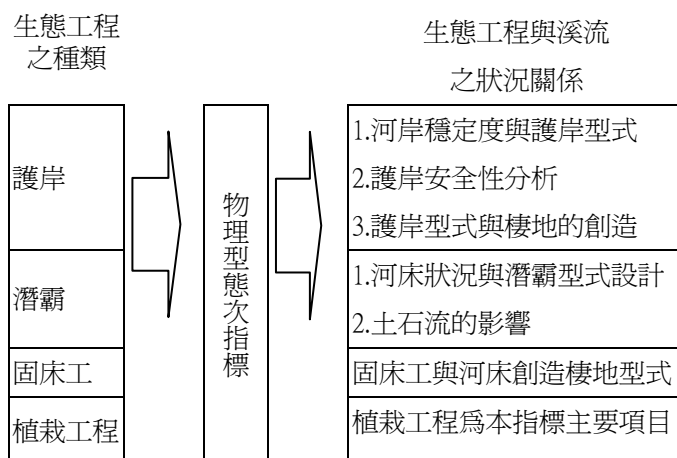 生態工程
之種類
生態工程與溪流
之狀況關係
護岸
潛霸
固床工
植栽工程
物理型態次指標
1.河岸穩定度與護岸型式
2.護岸安全性分析
3.護岸型式與棲地的創造
1.河床狀況與潛霸型式設計
2.土石流的影響
固床工與河床創造棲地型式
植栽工程爲本指標主要項目